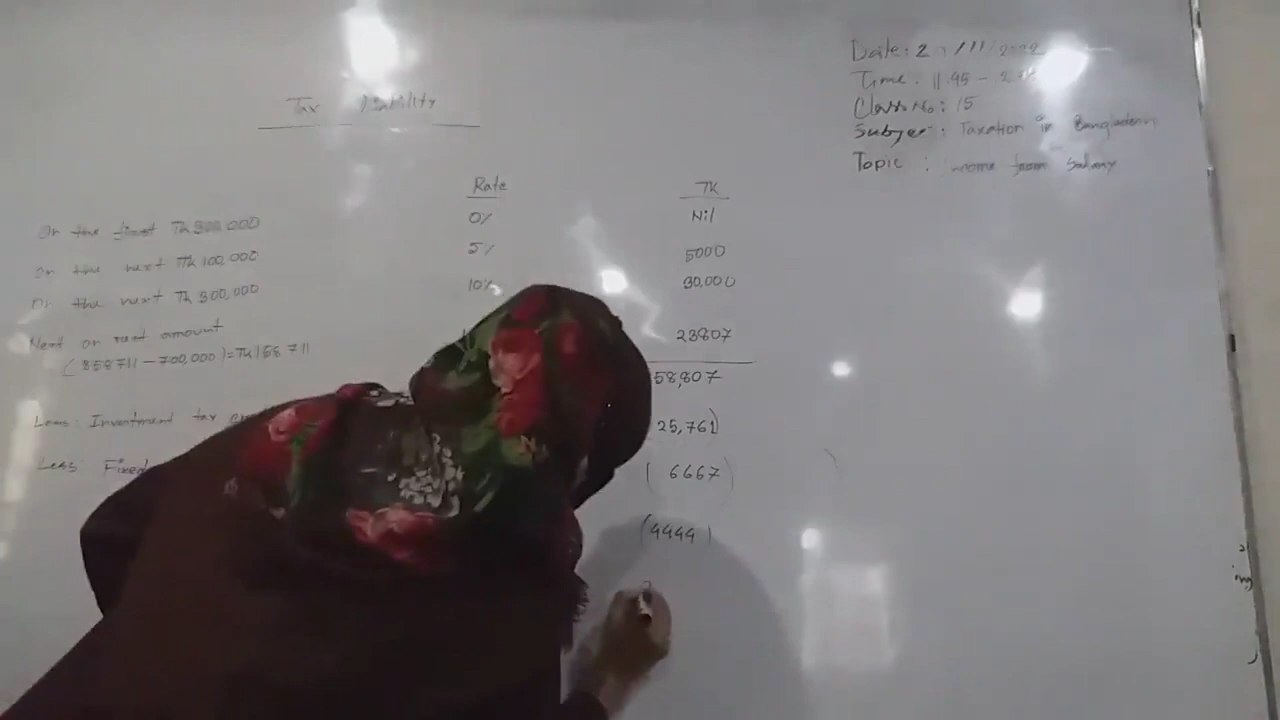 Tax liability
Date: 2 /11/2022
Time: 11:45 -
Class No: 15
Subject: Taxation in Bangladesh
Topic : Income from Salary
Rate TK
On the first TK 300,000 0% Nil
On the next TK 100,000 5% 5000
On the next TK 300,000 10% 30,000
Next or rest amount
(858711 - 700,000) = TK 158 711 23807
58,807
Less: Investment tax 25,761)
Less: Fixed (6667)
(4444)